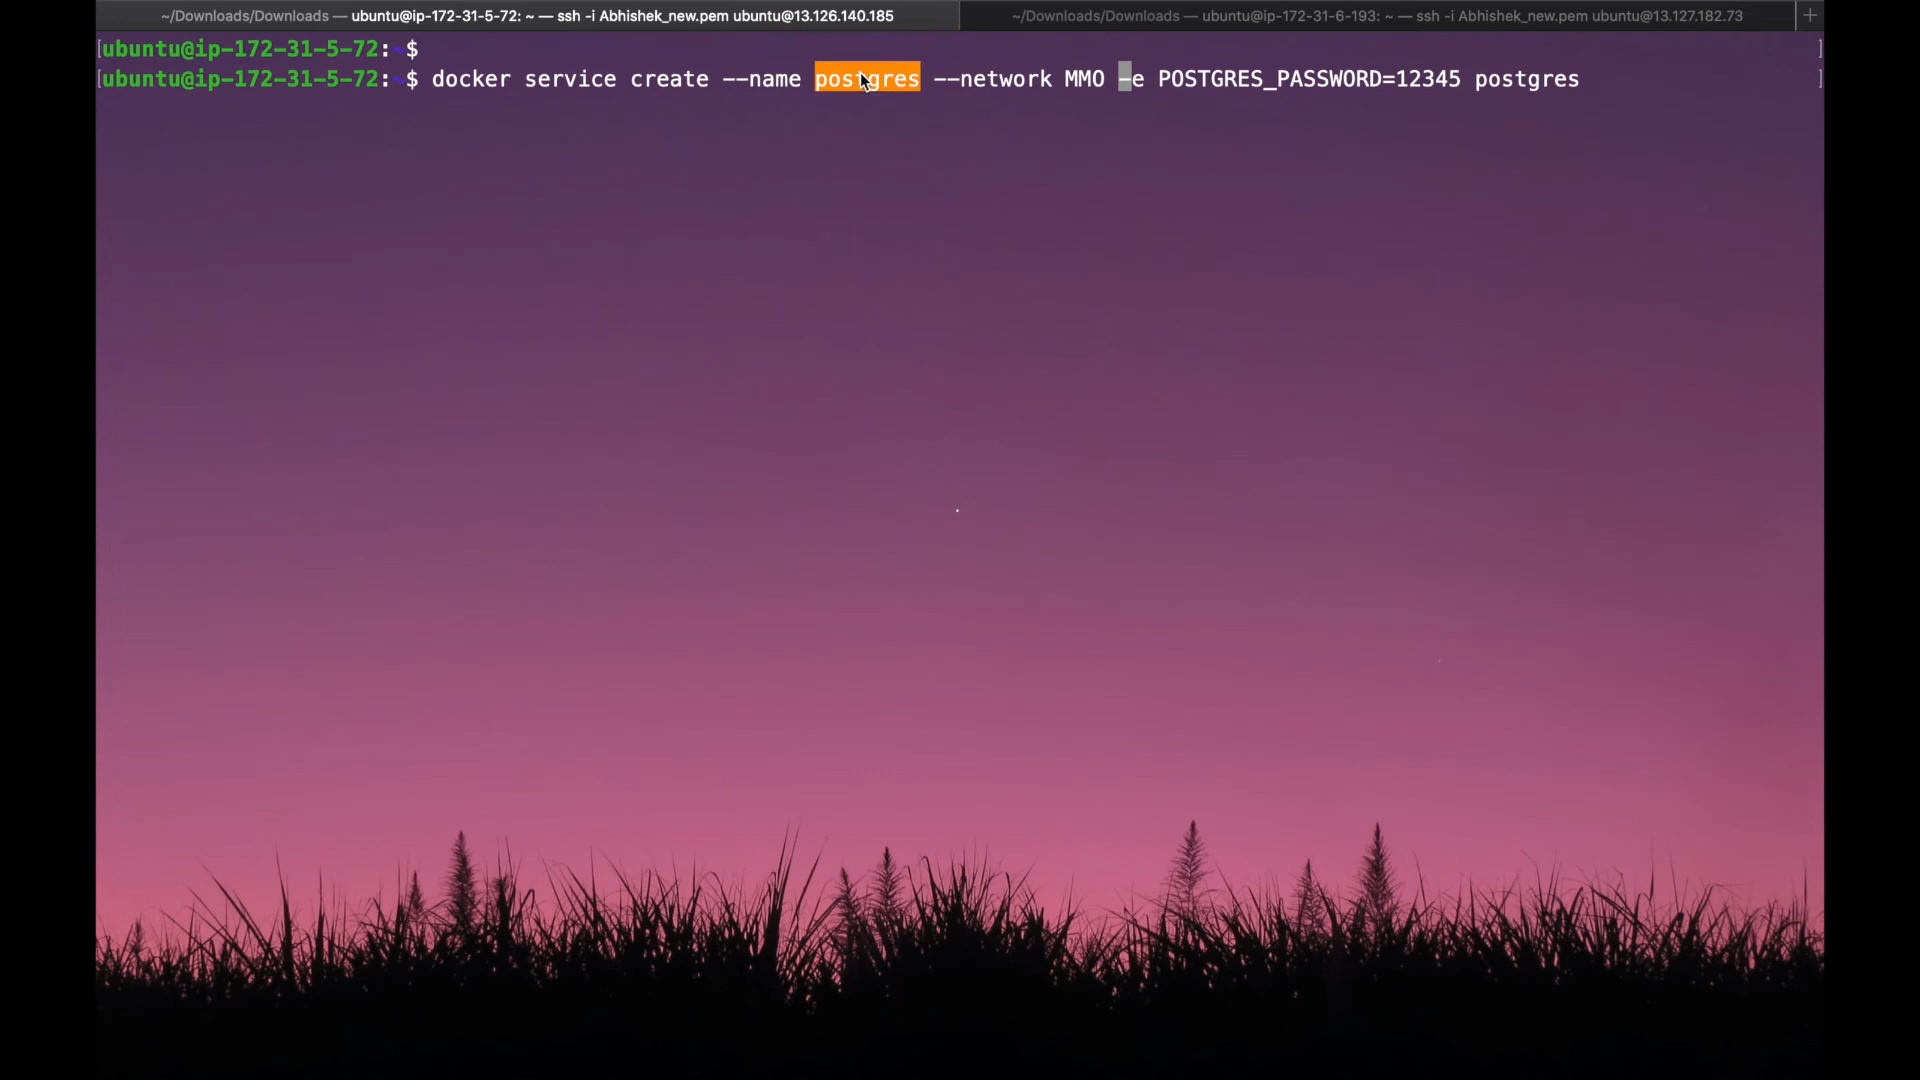 ~/Downloads/Downloads — ubuntu@ip-172-31-5-72: ~ — ssh -i Abhishek_new.pem ubuntu@13.126.140.185
~/Downloads/Downloads — ubuntu@ip-172-31-6-193: ~ — ssh -i Abhishek_new.pem ubuntu@13.127.182.73 +
[ubuntu@ip-172-31-5-72:~$ ]
[ubuntu@ip-172-31-5-72:~$ docker service create --name postgres --network MMO -e POSTGRES_PASSWORD=12345 postgres ]